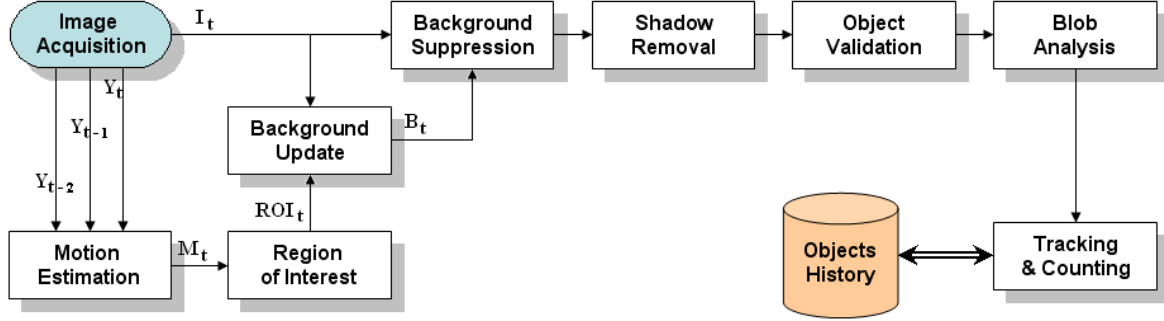 Image
Acquisition
I_t
Background
Suppression
Shadow
Removal
Object
Validation
Blob
Analysis
Y_t
Y_t-1
Y_t-2
Background
Update
B_t
ROI_t
Motion
Estimation
M_t
Region
of Interest
Objects
History
Tracking
& Counting